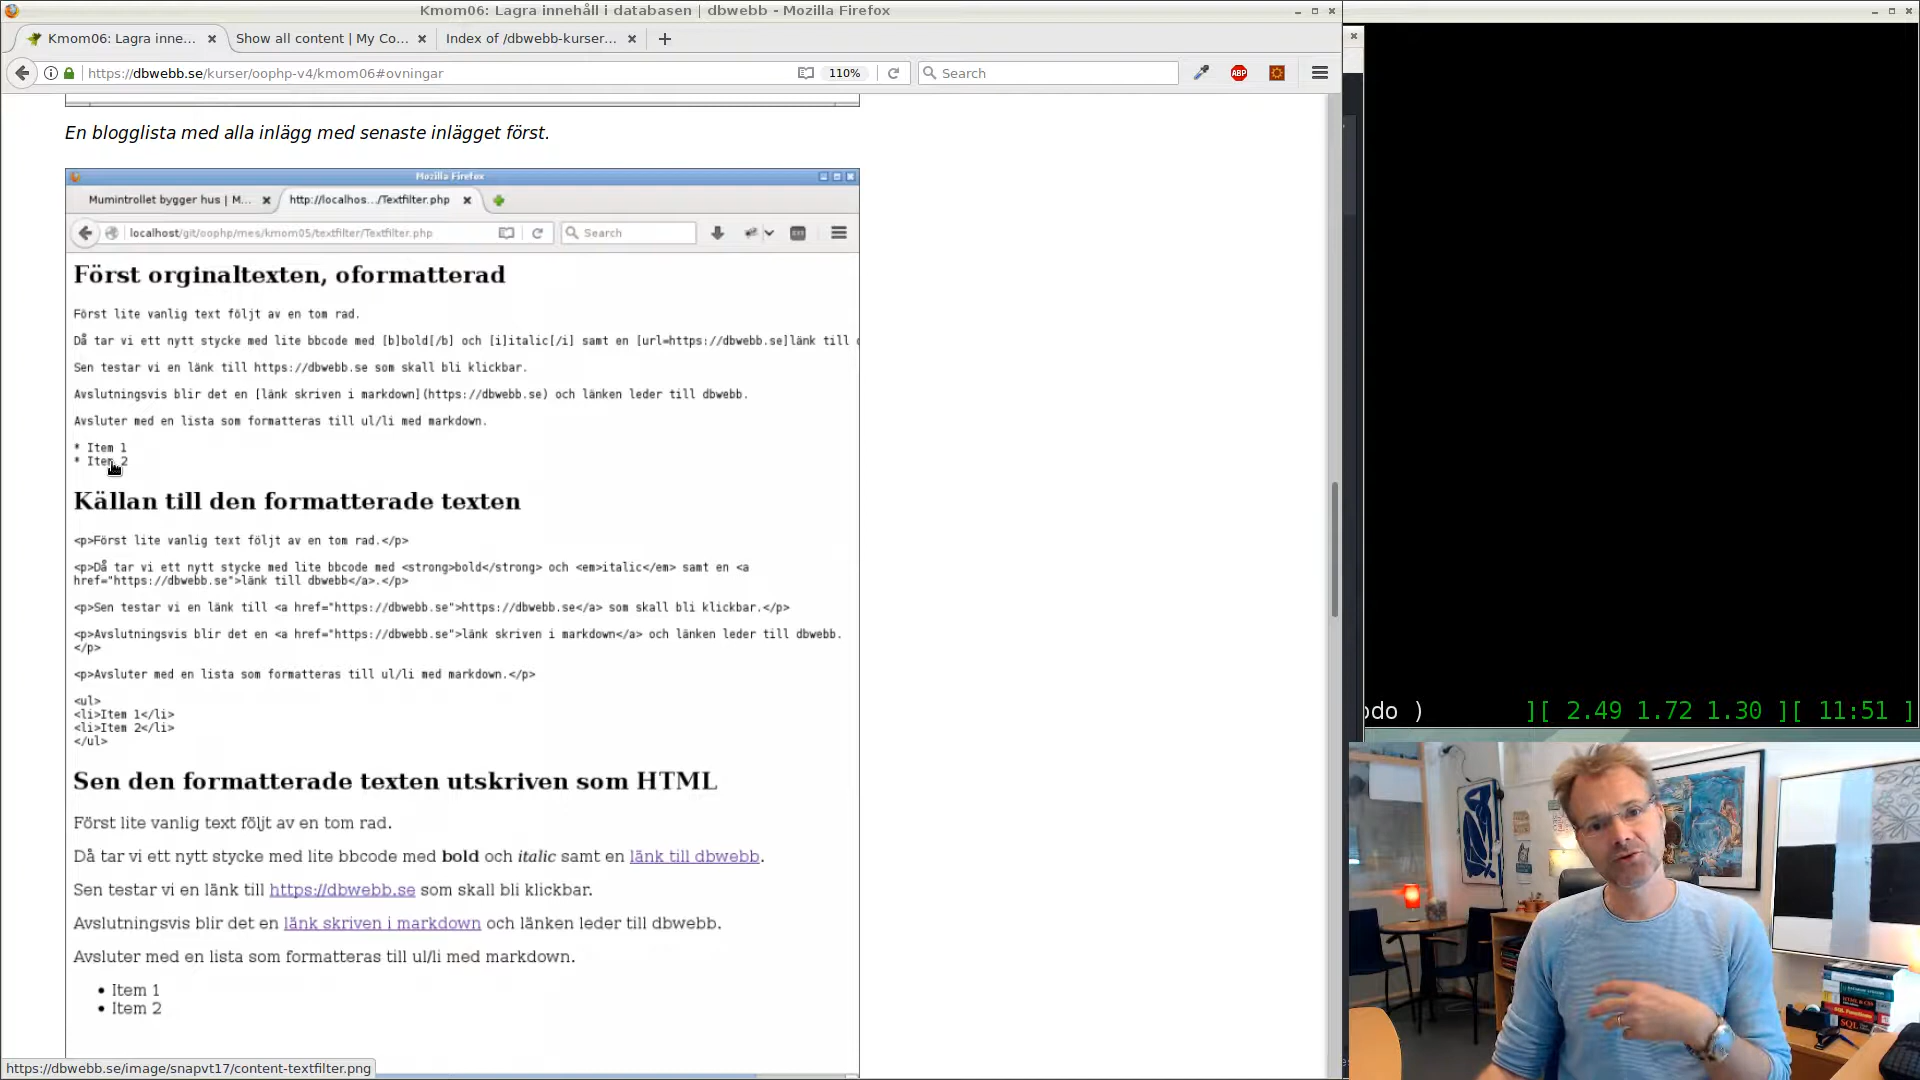 Kmom06: Lagra innehåll i databasen | dbwebb - Mozilla Firefox
Kmom06: Lagra inne...
Show all content | My Co...
Index of /dbwebb-kurser...
https://dbwebb.se/kurser/oophp-v4/kmom06#ovningar
110%
Search
ABP
En blogglista med alla inlägg med senaste inlägget först.
Mozilla Firefox
Mumintrollet bygger hus | M...
http://localhos.../Textfilter.php
localhost/git/oophp/mes/kmom05/textfilter/Textfilter.php
Search
Först orginaltexten, oformatterad
Först lite vanlig text följt av en tom rad.
Då tar vi ett nytt stycke med lite bbcode med [b]bold[/b] och [i]italic[/i] samt en [url=https://dbwebb.se]länk till
Sen testar vi en länk till https://dbwebb.se som skall bli klickbar.
Avslutningsvis blir det en [länk skriven i markdown](https://dbwebb.se) och länken leder till dbwebb.
Avsluter med en lista som formatteras till ul/li med markdown.
* Item 1
* Item 2
Källan till den formatterade texten
<p>Först lite vanlig text följt av en tom rad.</p>
<p>Då tar vi ett nytt stycke med lite bbcode med <strong>bold</strong> och <em>italic</em> samt en <a
href="https://dbwebb.se">länk till dbwebb</a>.</p>
<p>Sen testar vi en länk till <a href="https://dbwebb.se">https://dbwebb.se</a> som skall bli klickbar.</p>
<p>Avslutningsvis blir det en <a href="https://dbwebb.se">länk skriven i markdown</a> och länken leder till dbwebb.
</p>
<p>Avsluter med en lista som formatteras till ul/li med markdown.</p>
<ul>
<li>Item 1</li>
<li>Item 2</li>
</ul>
Sen den formatterade texten utskriven som HTML
Först lite vanlig text följt av en tom rad.
Då tar vi ett nytt stycke med lite bbcode med bold och italic samt en länk till dbwebb.
Sen testar vi en länk till https://dbwebb.se som skall bli klickbar.
Avslutningsvis blir det en länk skriven i markdown och länken leder till dbwebb.
Avsluter med en lista som formatteras till ul/li med markdown.
• Item 1
• Item 2
https://dbwebb.se/image/snapvt17/content-textfilter.png
odo ) ][ 2.49 1.72 1.30 ][ 11:51 ]
SQL